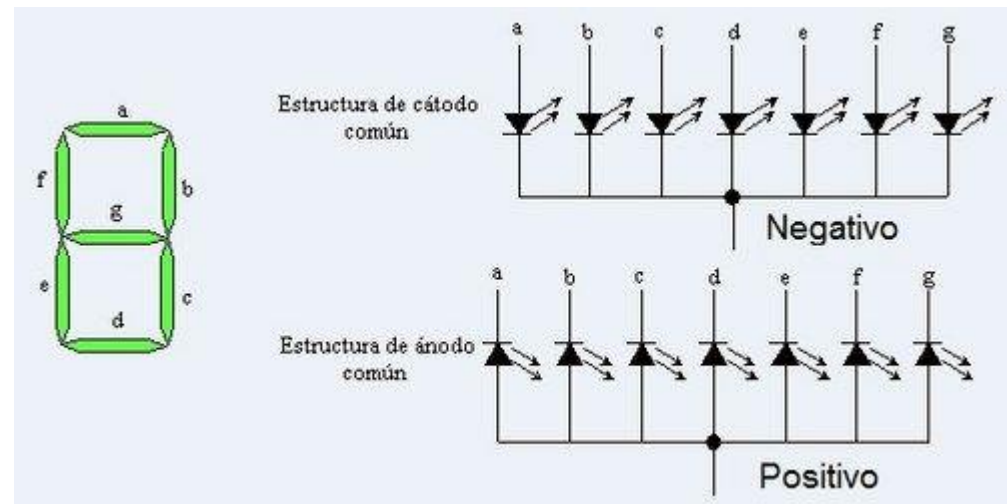 a
f
b
g
e
c
d
a b c d e f g
Estructura de cátodo
común
Negativo
a b c d e f g
Estructura de ánodo
común
Positivo